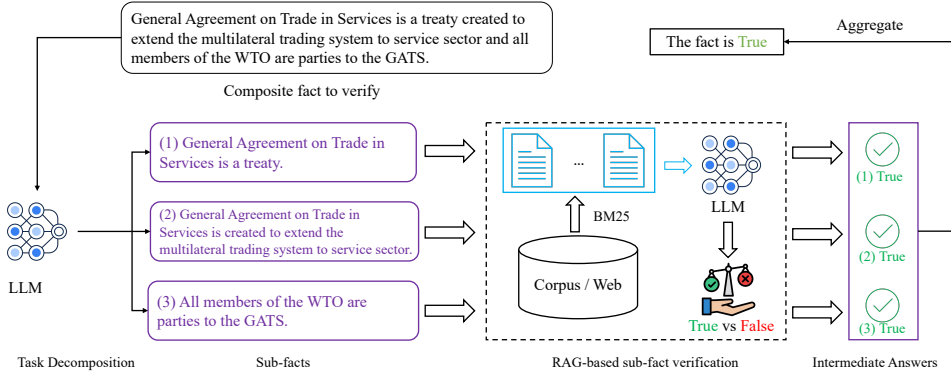 General Agreement on Trade in Services is a treaty created to
extend the multilateral trading system to service sector and all
members of the WTO are parties to the GATS.
Composite fact to verify
The fact is True
Aggregate
LLM
(1) General Agreement on Trade in
Services is a treaty.
(2) General Agreement on Trade in
Services is created to extend the
multilateral trading system to service sector.
(3) All members of the WTO are
parties to the GATS.
...
BM25
Corpus / Web
LLM
True vs False
(1) True
(2) True
(3) True
Task Decomposition
Sub-facts
RAG-based sub-fact verification
Intermediate Answers